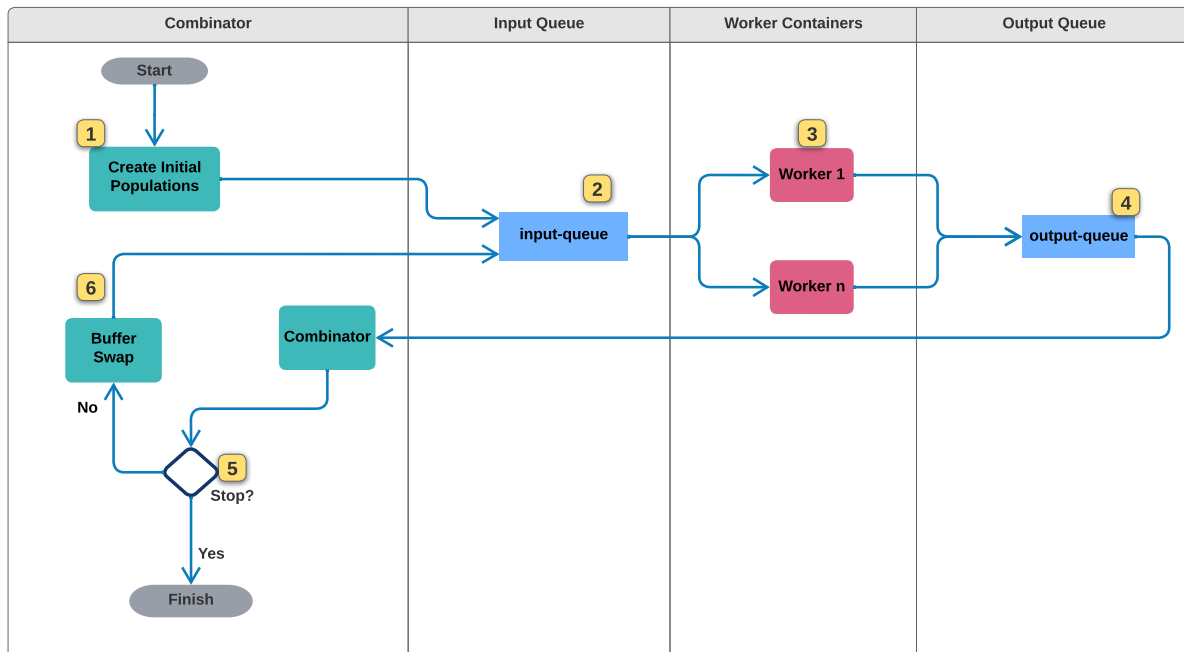 Combinator
Input Queue
Worker Containers
Output Queue
Start
1
Create Initial
Populations
2
input-queue
3
Worker 1
Worker n
4
output-queue
6
Buffer
Swap
Combinator
No
5
Stop?
Yes
Finish